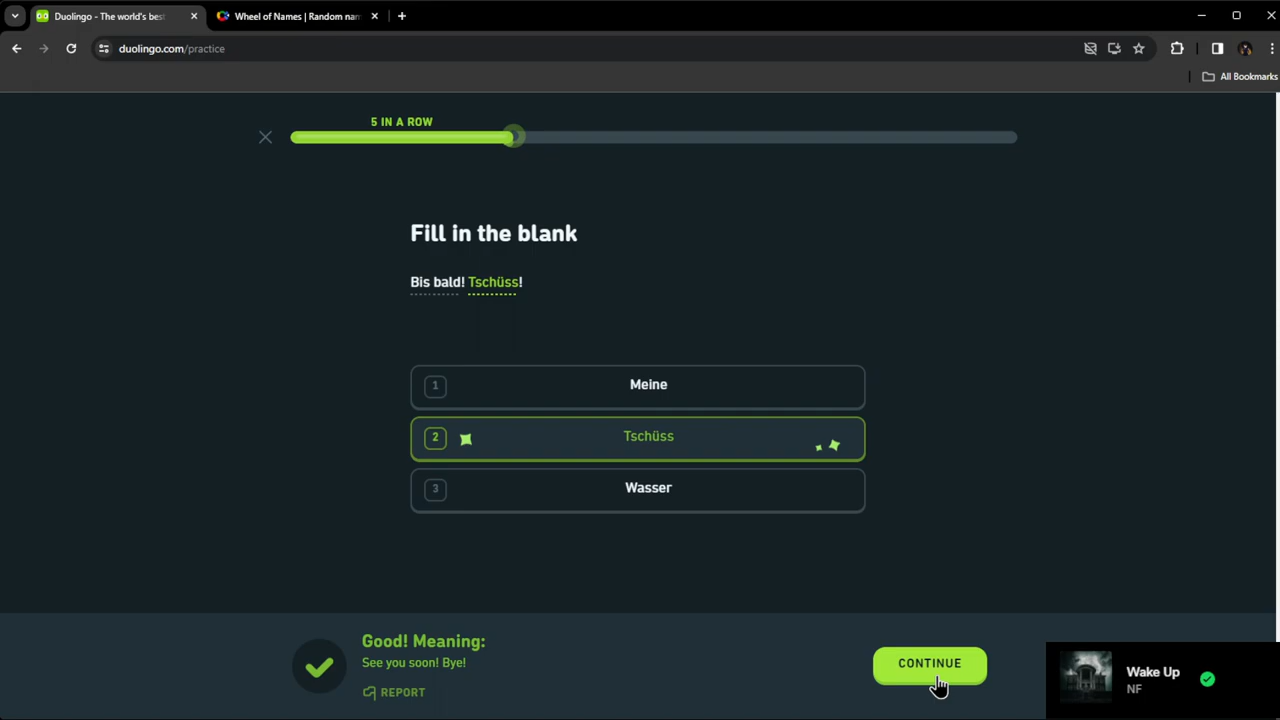 Duolingo - The world's best
Wheel of Names | Random nam
duolingo.com/practice
All Bookmarks
5 IN A ROW
Fill in the blank
Bis bald! Tschüss!
1 Meine
2 Tschüss
3 Wasser
Good! Meaning:
See you soon! Bye!
REPORT
CONTINUE
Wake Up
NF